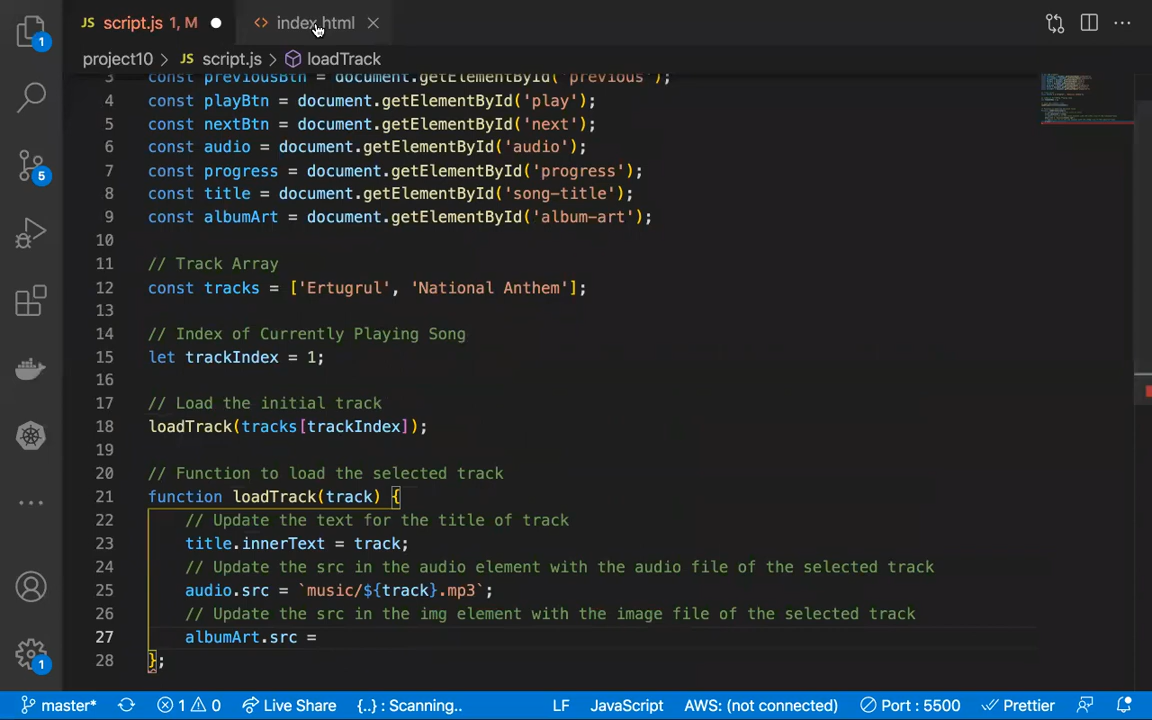 JS script.js 1, M
<> index.html
project10 > JS script.js > loadTrack
3 const previousBtn = document.getElementById('previous');
4 const playBtn = document.getElementById('play');
5 const nextBtn = document.getElementById('next');
6 const audio = document.getElementById('audio');
7 const progress = document.getElementById('progress');
8 const title = document.getElementById('song-title');
9 const albumArt = document.getElementById('album-art');
10
11 // Track Array
12 const tracks = ['Ertugrul', 'National Anthem'];
13
14 // Index of Currently Playing Song
15 let trackIndex = 1;
16
17 // Load the initial track
18 loadTrack(tracks[trackIndex]);
19
20 // Function to load the selected track
21 function loadTrack(track) {
22 // Update the text for the title of track
23 title.innerText = track;
24 // Update the src in the audio element with the audio file of the selected track
25 audio.src = `music/${track}.mp3`;
26 // Update the src in the img element with the image file of the selected track
27 albumArt.src =
28 };
1
5
1
master* 1 0 Live Share {..} : Scanning.. LF JavaScript AWS: (not connected) Port : 5500 Prettier